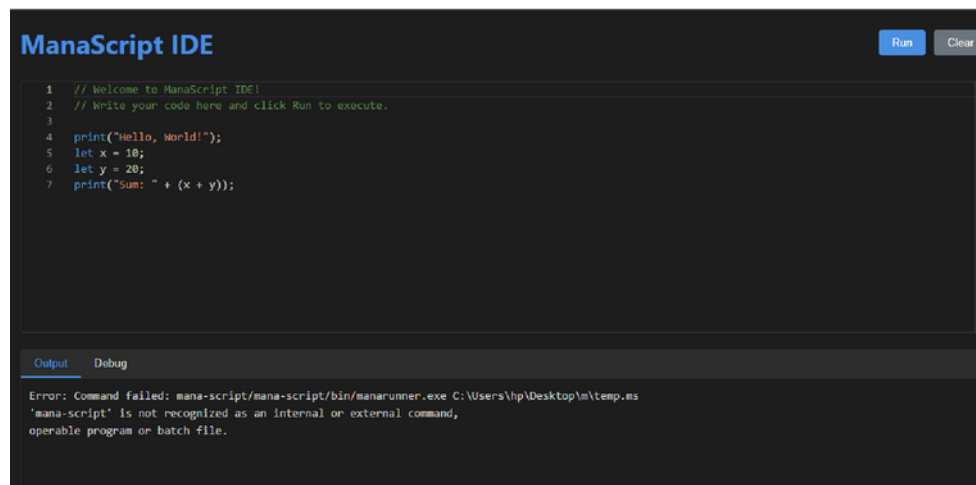 ManaScript IDE
Run
Clear
1 // Welcome to ManaScript IDE!
2 // Write your code here and click Run to execute.
3
4 print("Hello, World!");
5 let x = 10;
6 let y = 20;
7 print("Sum: " + (x + y));
Output
Debug
Error: Command failed: mana-script/mana-script/bin/manarunner.exe C:\Users\hp\Desktop\m\temp.ms
'mana-script' is not recognized as an internal or external command,
operable program or batch file.